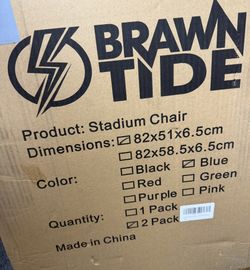 BRAWN
TIDE
Product: Stadium Chair
Dimensions: ☑82x51x6.5cm
☐82x58.5x6.5cm
Color: ☐Black ☑Blue
☐Red ☐Green
☐Purple ☐Pink
Quantity: ☐1 Pack
☑2 Pack
Made in China